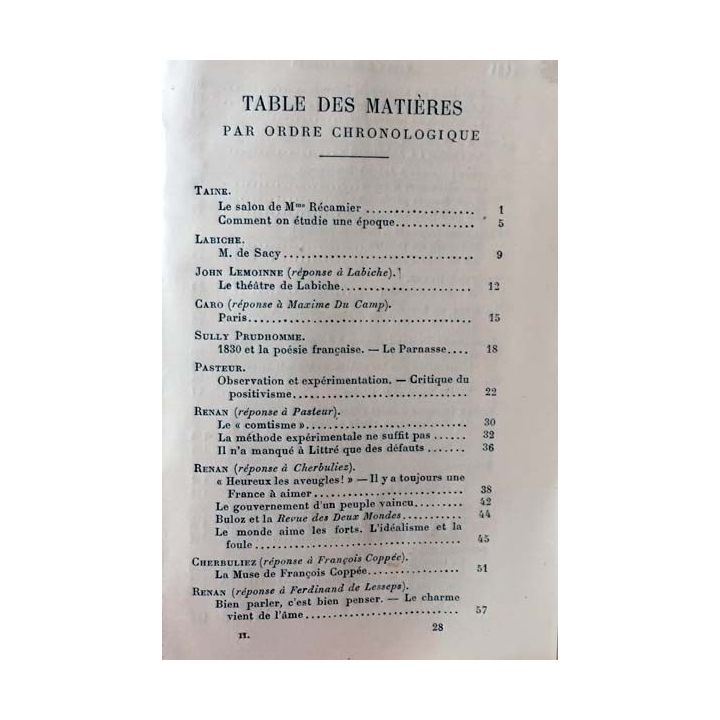 TABLE DES MATIÈRES
PAR ORDRE CHRONOLOGIQUE
TAINE.
Le salon de Mme Récamier .................... 1
Comment on étudie une époque.............. 5
LABICHE.
M. de Sacy................................. 9
JOHN LEMOINNE (réponse à Labiche).
Le théâtre de Labiche....................... 12
CARO (réponse à Maxime Du Camp).
Paris....................................... 15
SULLY PRUDHOMME.
1830 et la poésie française. — Le Parnasse.... 18
PASTEUR.
Observation et expérimentation. — Critique du
positivisme................................ 22
RENAN (réponse à Pasteur).
Le « comtisme »............................ 30
La méthode expérimentale ne suffit pas ...... 32
Il n'a manqué à Littré que des défauts ...... 36
RENAN (réponse à Cherbuliez).
« Heureux les aveugles! » — Il y a toujours une
France à aimer ............................ 38
Le gouvernement d'un peuple vaincu......... 42
Buloz et la Revue des Deux Mondes........... 44
Le monde aime les forts. L'idéalisme et la
foule ..................................... 45
CHERBULIEZ (réponse à François Coppée).
La Muse de François Coppée................. 51
RENAN (réponse à Ferdinand de Lesseps).
Bien parler, c'est bien penser. — Le charme
vient de l'âme............................. 57
II. 28